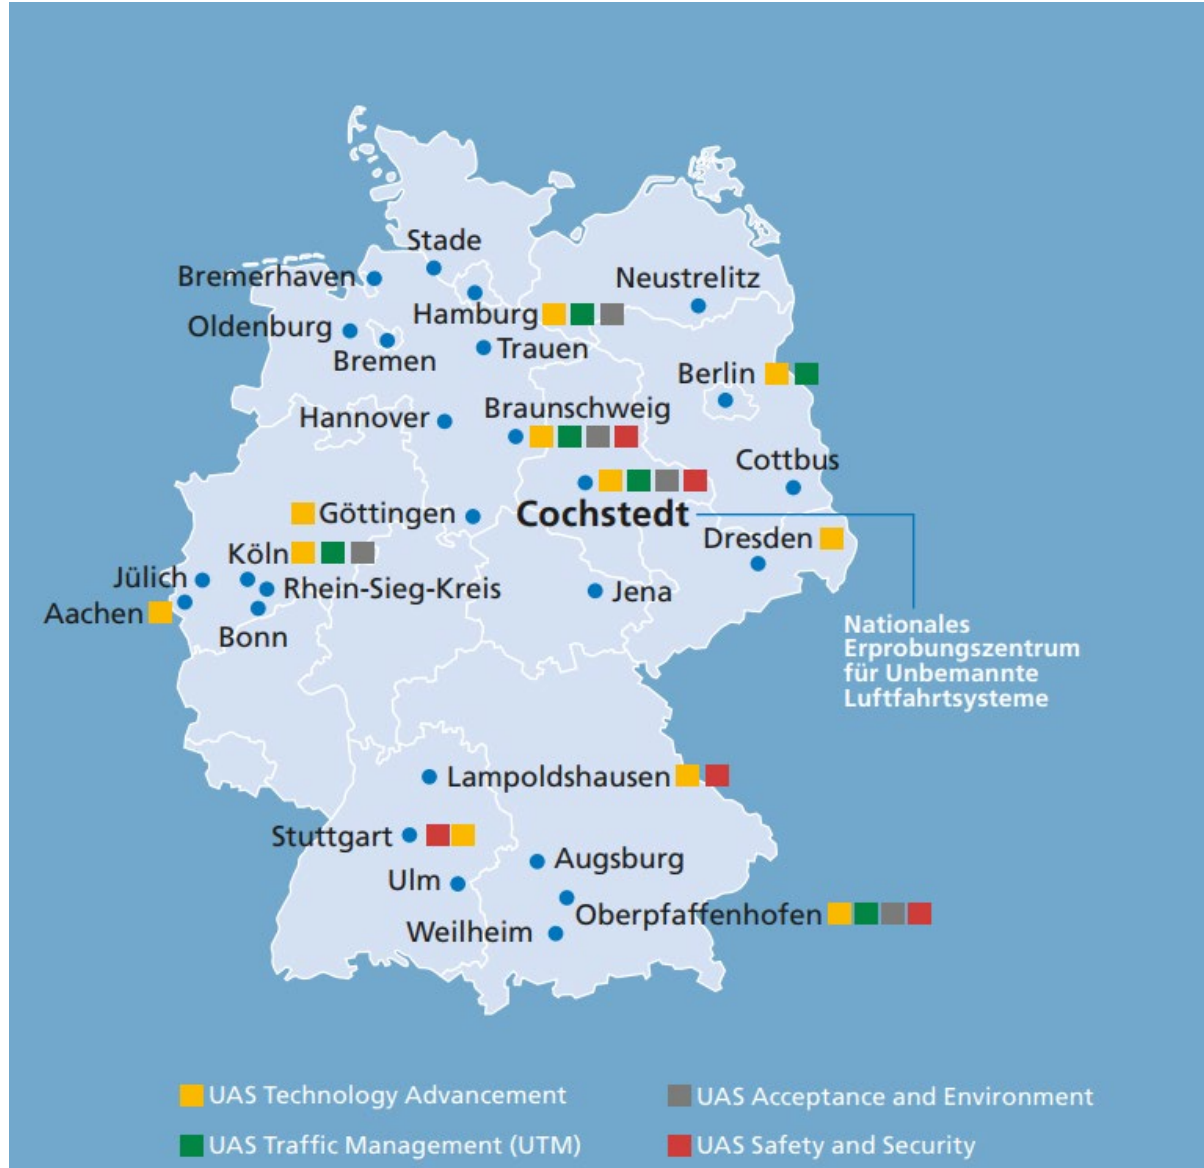 Stade
Bremerhaven
Neustrelitz
Hamburg
Oldenburg
Bremen
Trauen
Berlin
Hannover
Braunschweig
Cottbus
Göttingen
Cochstedt
Dresden
Köln
Jülich
Rhein-Sieg-Kreis
Jena
Aachen
Bonn
Nationales
Erprobungszentrum
für Unbemannte
Luftfahrtsysteme
Lampoldshausen
Stuttgart
Augsburg
Ulm
Oberpfaffenhofen
Weilheim
UAS Technology Advancement
UAS Acceptance and Environment
UAS Traffic Management (UTM)
UAS Safety and Security